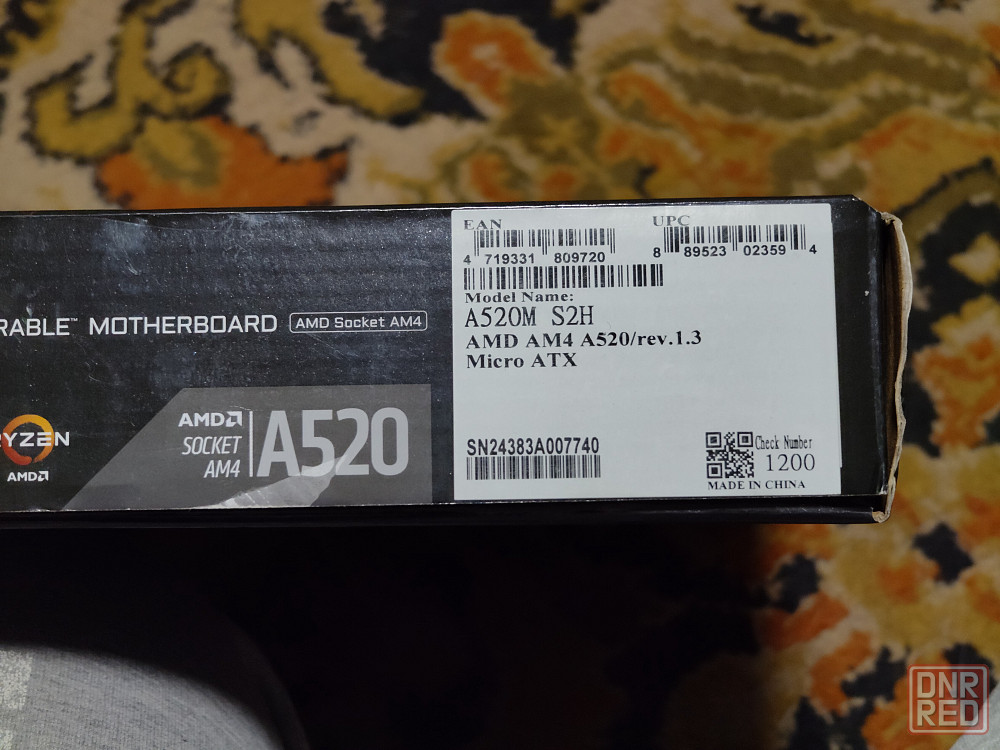 EAN
4 719331 809720
UPC
8 89523 02359 4
Model Name:
A520M S2H
AMD AM4 A520/rev.1.3
Micro ATX
SN24383A007740
Check Number
1200
MADE IN CHINA
RABLE™ MOTHERBOARD AMD Socket AM4
RYZEN
AMD
AMD
SOCKET
AM4
A520
DNR
RED